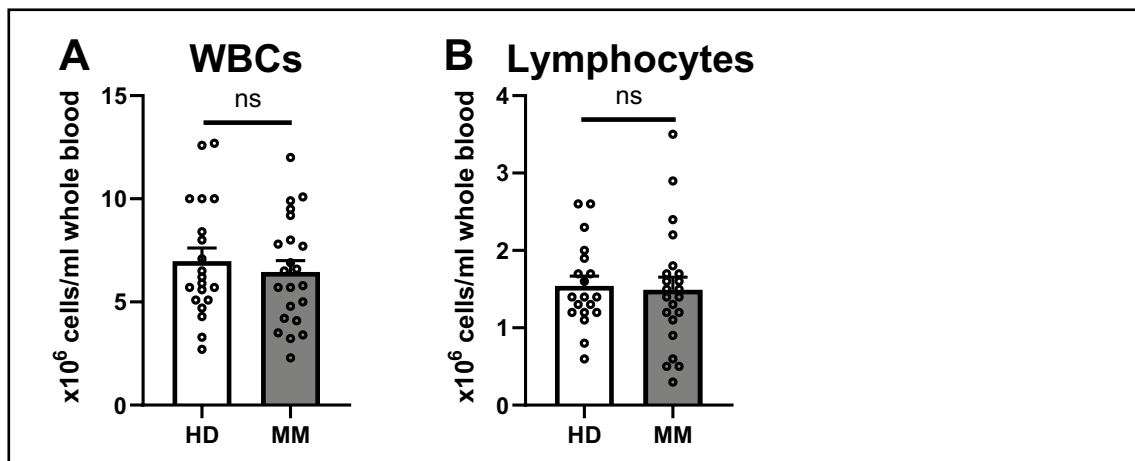 A WBCs
ns
x10⁶ cells/ml whole blood
15
10
5
0
HD MM
B Lymphocytes
ns
x10⁶ cells/ml whole blood
4
3
2
1
0
HD MM